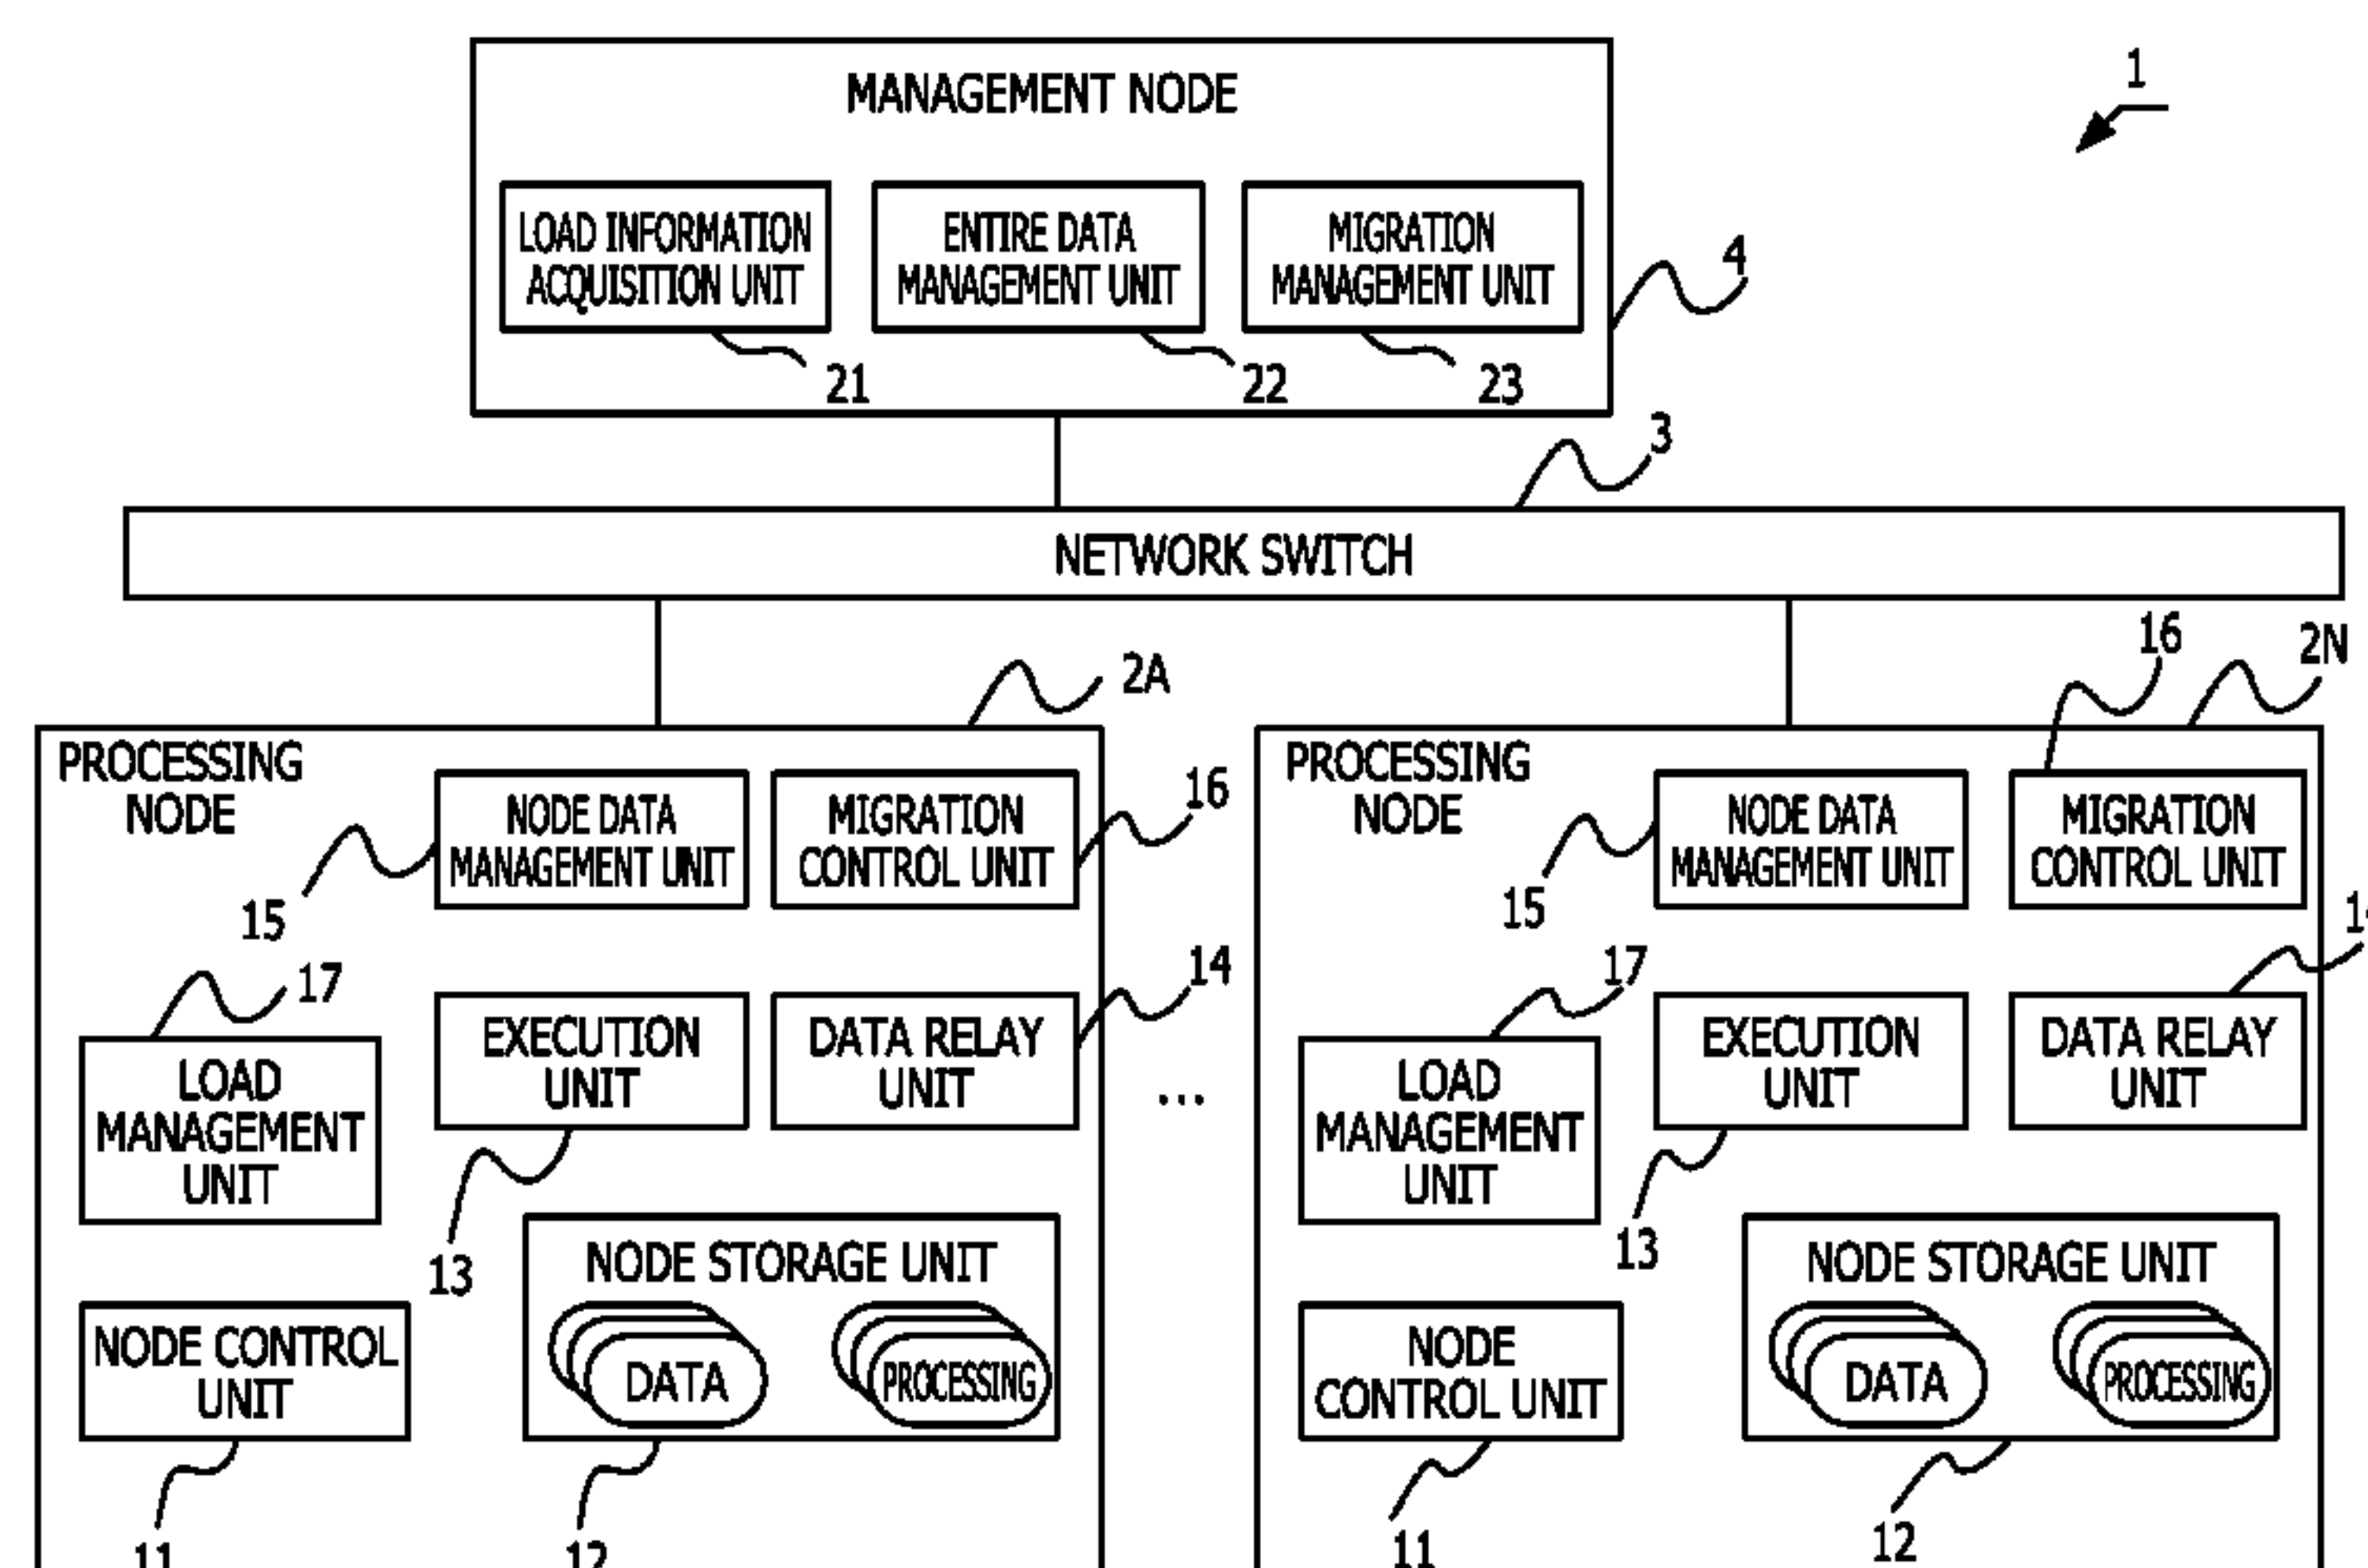 MANAGEMENT NODE
1
LOAD INFORMATION
ACQUISITION UNIT
ENTIRE DATA
MANAGEMENT UNIT
MIGRATION
MANAGEMENT UNIT
4
21
22
23
3
NETWORK SWITCH
2A
16
2N
PROCESSING
NODE
NODE DATA
MANAGEMENT UNIT
MIGRATION
CONTROL UNIT
16
15
17
LOAD
MANAGEMENT
UNIT
EXECUTION
UNIT
DATA RELAY
UNIT
14
13
NODE STORAGE UNIT
DATA
PROCESSING
NODE CONTROL
UNIT
11
12
...
PROCESSING
NODE
NODE DATA
MANAGEMENT UNIT
MIGRATION
CONTROL UNIT
15
17
LOAD
MANAGEMENT
UNIT
EXECUTION
UNIT
DATA RELAY
UNIT
13
NODE STORAGE UNIT
DATA
PROCESSING
NODE
CONTROL UNIT
11
12